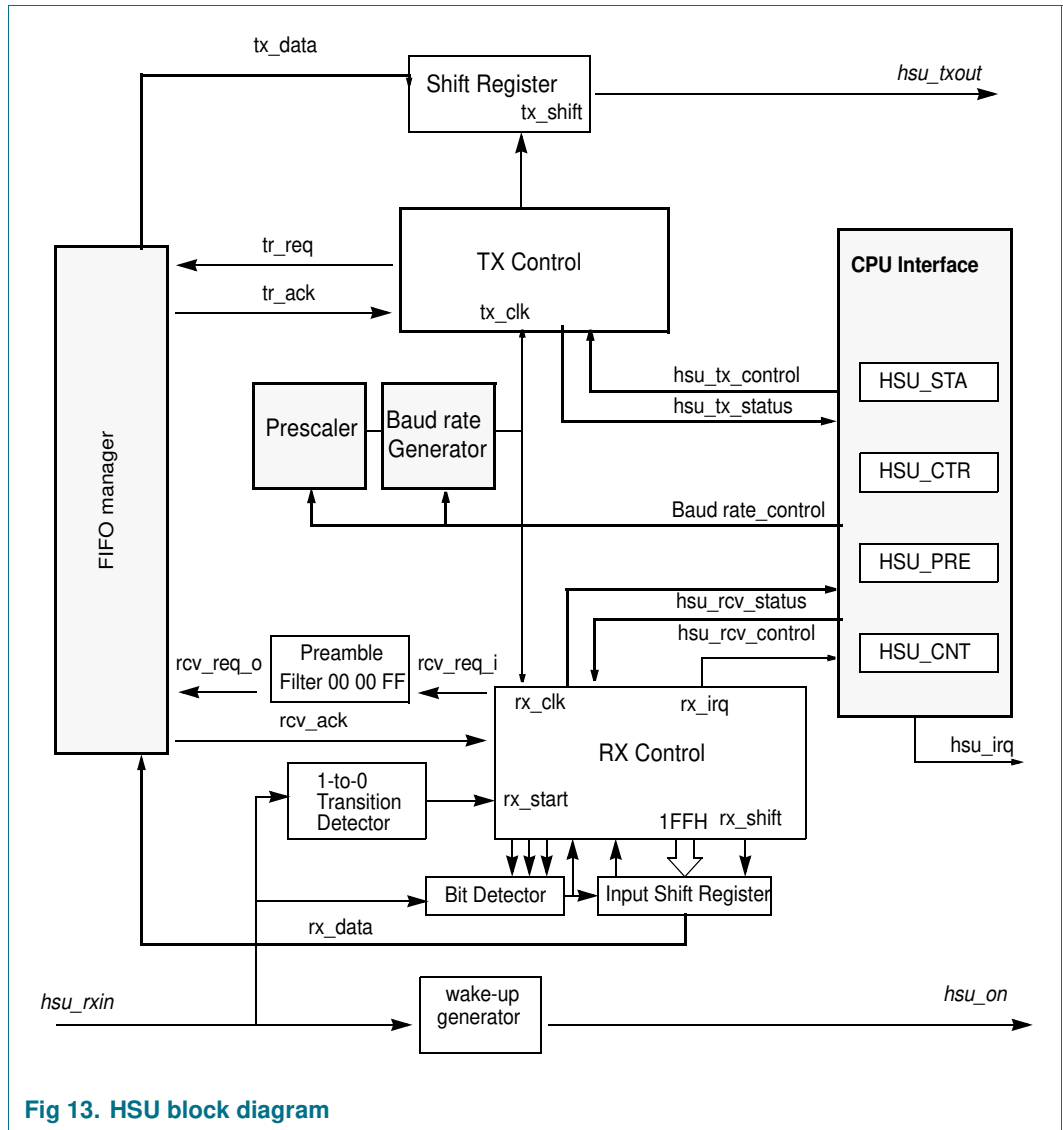 tx_data
Shift Register
tx_shift
hsu_txout
tr_req
tr_ack
TX Control
tx_clk
CPU Interface
FIFO manager
hsu_tx_control
hsu_tx_status
HSU_STA
Prescaler
Baud rate
Generator
HSU_CTR
Baud rate_control
HSU_PRE
hsu_rcv_status
hsu_rcv_control
HSU_CNT
rcv_req_o
Preamble
Filter 00 00 FF
rcv_req_i
rcv_ack
rx_clk
rx_irq
RX Control
hsu_irq
1-to-0
Transition
Detector
rx_start
1FFH
rx_shift
Bit Detector
Input Shift Register
rx_data
hsu_rxin
wake-up
generator
hsu_on
Fig 13. HSU block diagram